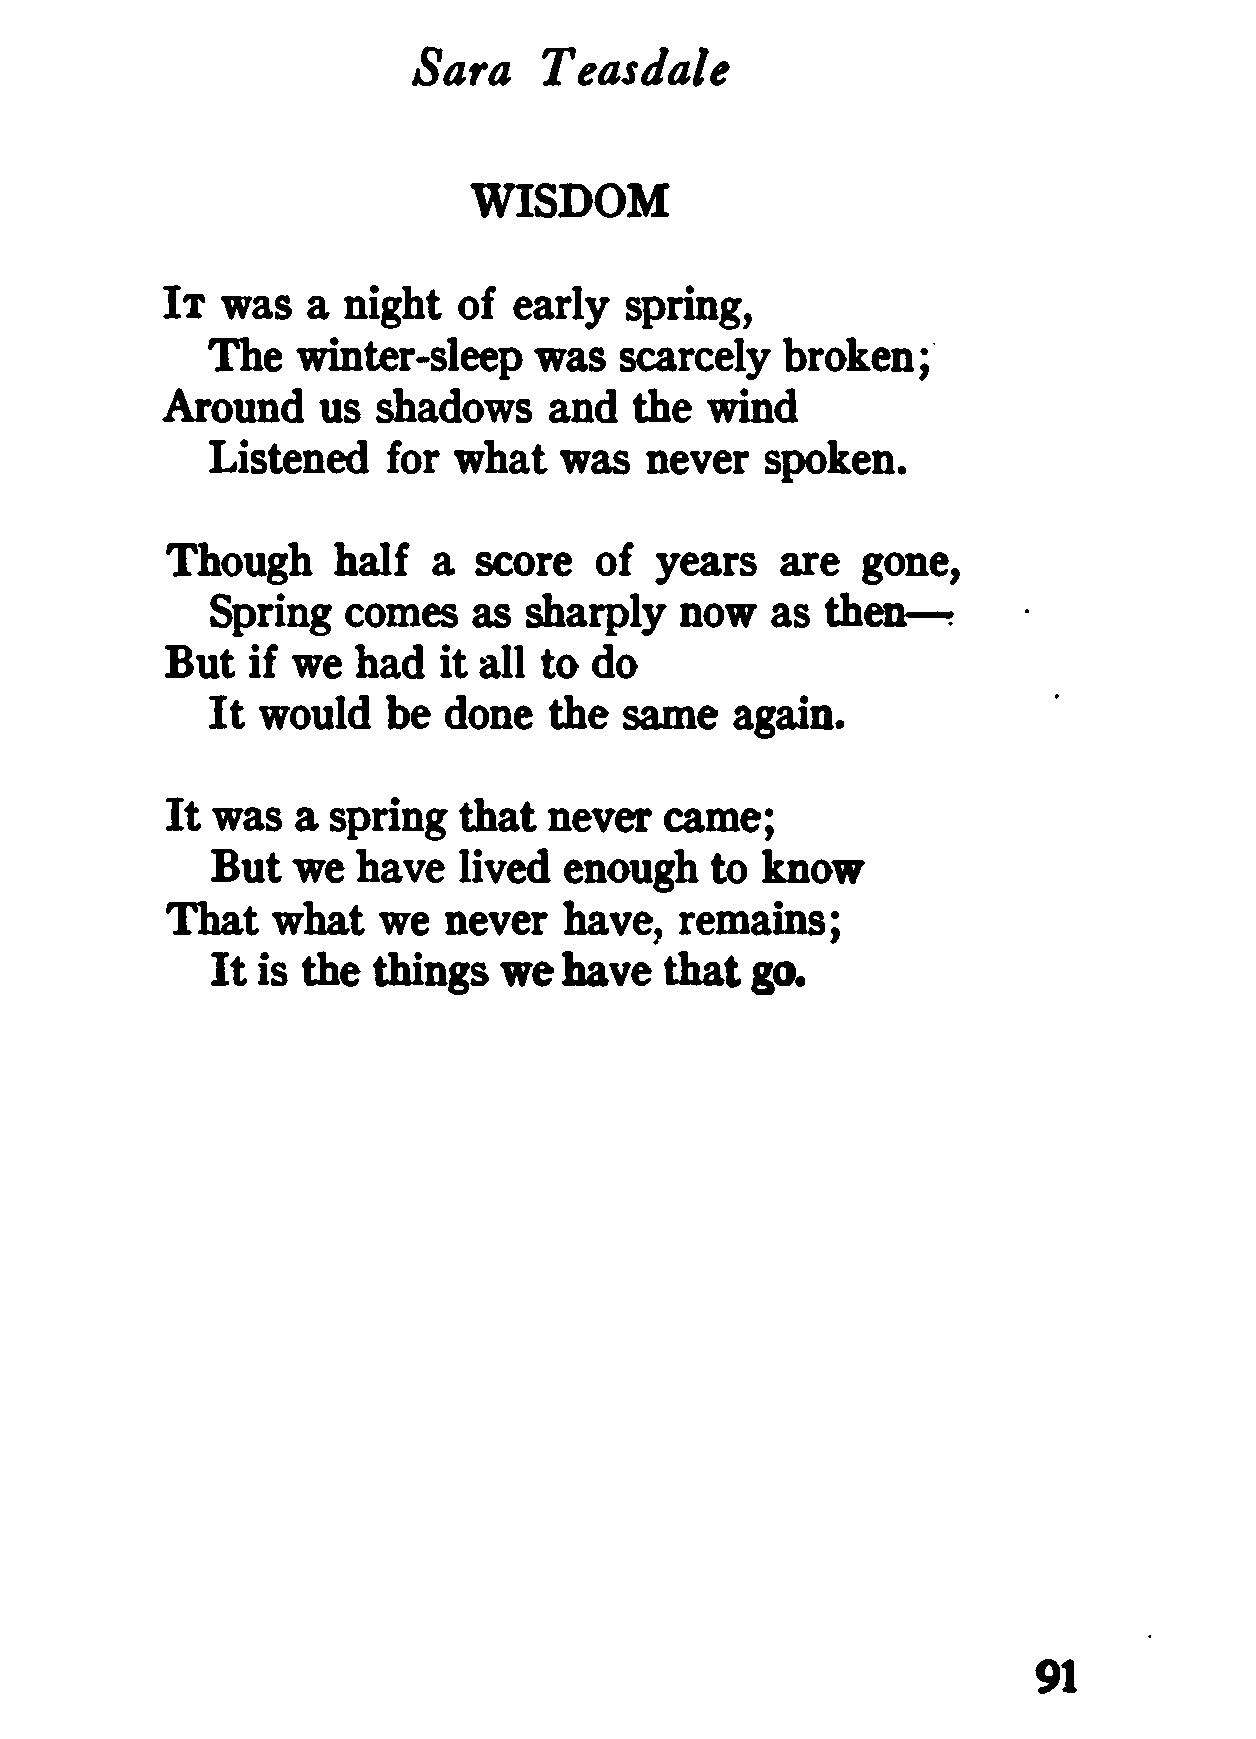 Sara Teasdale
WISDOM
It was a night of early spring,
The winter-sleep was scarcely broken;
Around us shadows and the wind
Listened for what was never spoken.
Though half a score of years are gone,
Spring comes as sharply now as then—
But if we had it all to do
It would be done the same again.
It was a spring that never came;
But we have lived enough to know
That what we never have, remains;
It is the things we have that go.
91